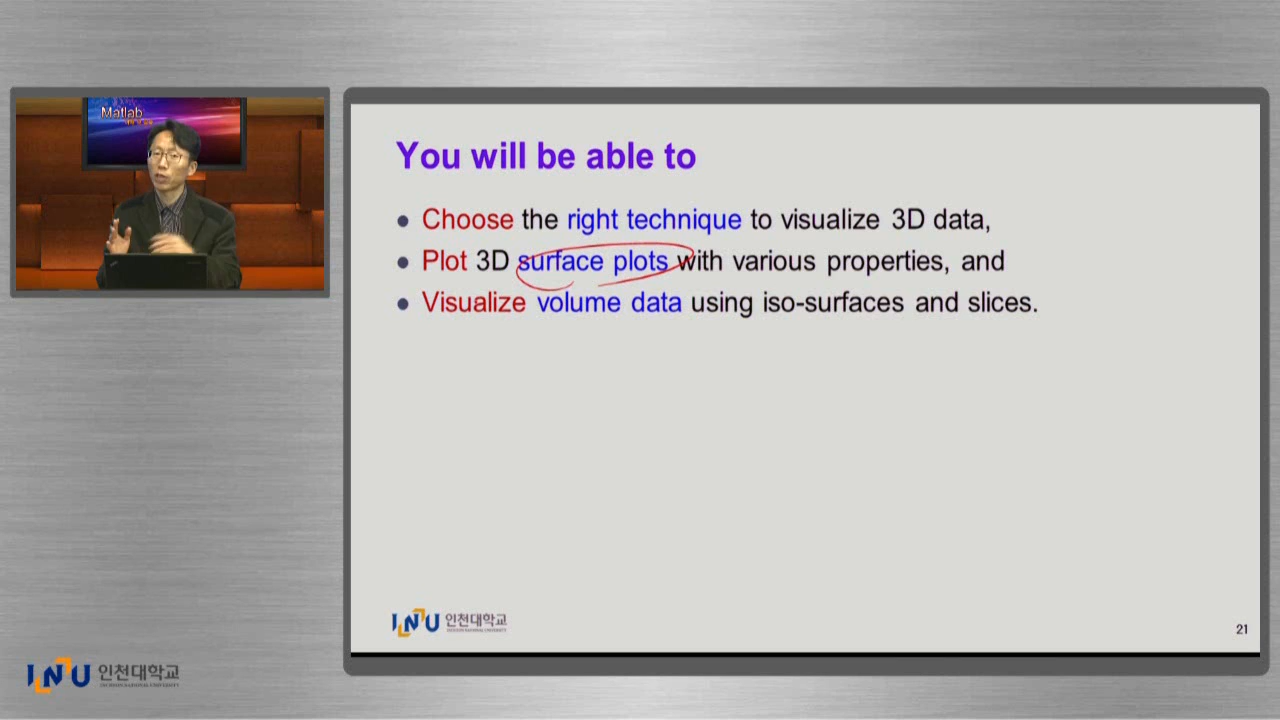 Matlab
You will be able to
• Choose the right technique to visualize 3D data,
• Plot 3D surface plots with various properties, and
• Visualize volume data using iso-surfaces and slices.
INU 인천대학교
21
INU 인천대학교